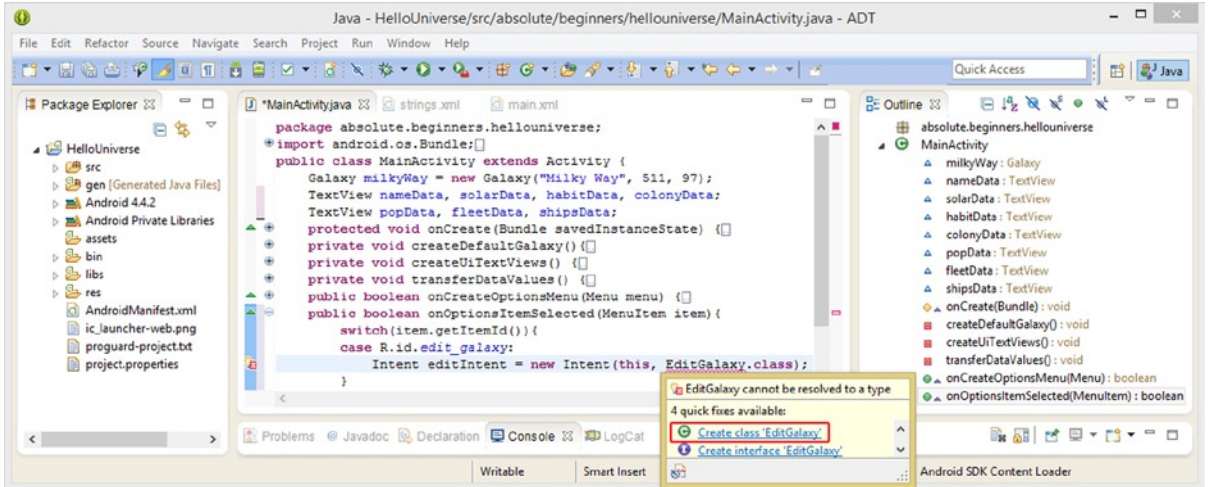 Java - HelloUniverse/src/absolute/beginners/hellouniverse/MainActivity.java - ADT
File Edit Refactor Source Navigate Search Project Run Window Help
Quick Access
Java
Package Explorer
HelloUniverse
src
gen [Generated Java Files]
Android 4.4.2
Android Private Libraries
assets
bin
libs
res
AndroidManifest.xml
ic_launcher-web.png
proguard-project.txt
project.properties
*MainActivity.java strings.xml main.xml
package absolute.beginners.hellouniverse;
import android.os.Bundle;
public class MainActivity extends Activity {
Galaxy milkyWay = new Galaxy("Milky Way", 511, 97);
TextView nameData, solarData, habitData, colonyData;
TextView popData, fleetData, shipsData;
protected void onCreate(Bundle savedInstanceState) {
private void createDefaultGalaxy(){
private void createUiTextViews() {
private void transferDataValues() {
public boolean onCreateOptionsMenu(Menu menu) {
public boolean onOptionsItemSelected(MenuItem item){
switch(item.getItemId()){
case R.id.edit_galaxy:
Intent editIntent = new Intent(this, EditGalaxy.class);
}
EditGalaxy cannot be resolved to a type
4 quick fixes available:
Create class 'EditGalaxy'
Create interface 'EditGalaxy'
Outline
absolute.beginners.hellouniverse
MainActivity
milkyWay : Galaxy
nameData : TextView
solarData : TextView
habitData : TextView
colonyData : TextView
popData : TextView
fleetData : TextView
shipsData : TextView
onCreate(Bundle) : void
createDefaultGalaxy() : void
createUiTextViews() : void
transferDataValues() : void
onCreateOptionsMenu(Menu) : boolean
onOptionsItemSelected(MenuItem) : boolean
Problems @ Javadoc Declaration Console LogCat
Writable Smart Insert Android SDK Content Loader